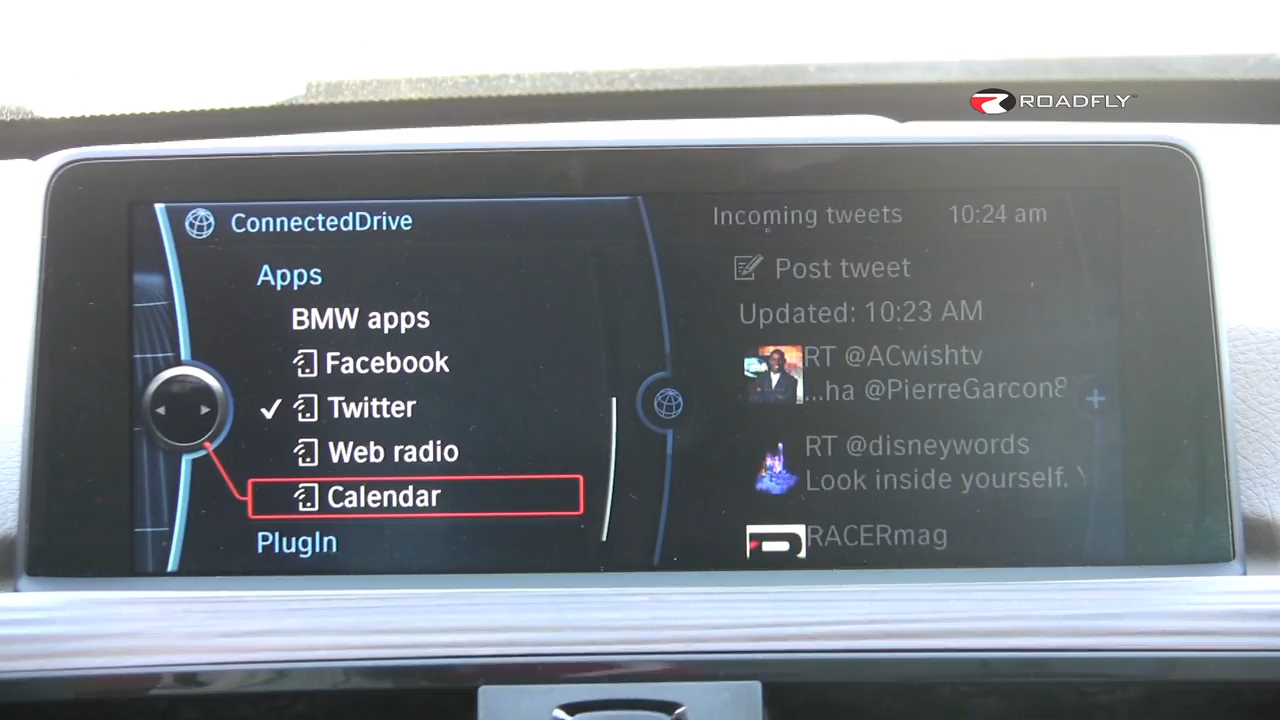 ROADFLY
ConnectedDrive
Apps
BMW apps
Facebook
Twitter
Web radio
Calendar
PlugIn
Incoming tweets 10:24 am
Post tweet
Updated: 10:23 AM
RT @ACwishtv
...ha @PierreGarcon8
RT @disneywords
Look inside yourself.
RACERmag